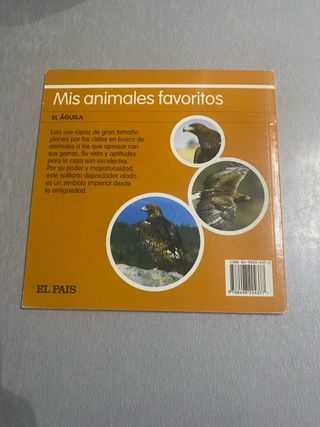 Mis animales favoritos
EL ÁGUILA
Esta ave rapaz de gran tamaño
planea por los cielos en busca de
animales a los que apresar con
sus garras. Su vista y aptitudes
para la caza son excelentes.
Por su poder y majestuosidad,
este solitario depredador alado
es un símbolo imperial desde
la antigüedad.
EL PAIS